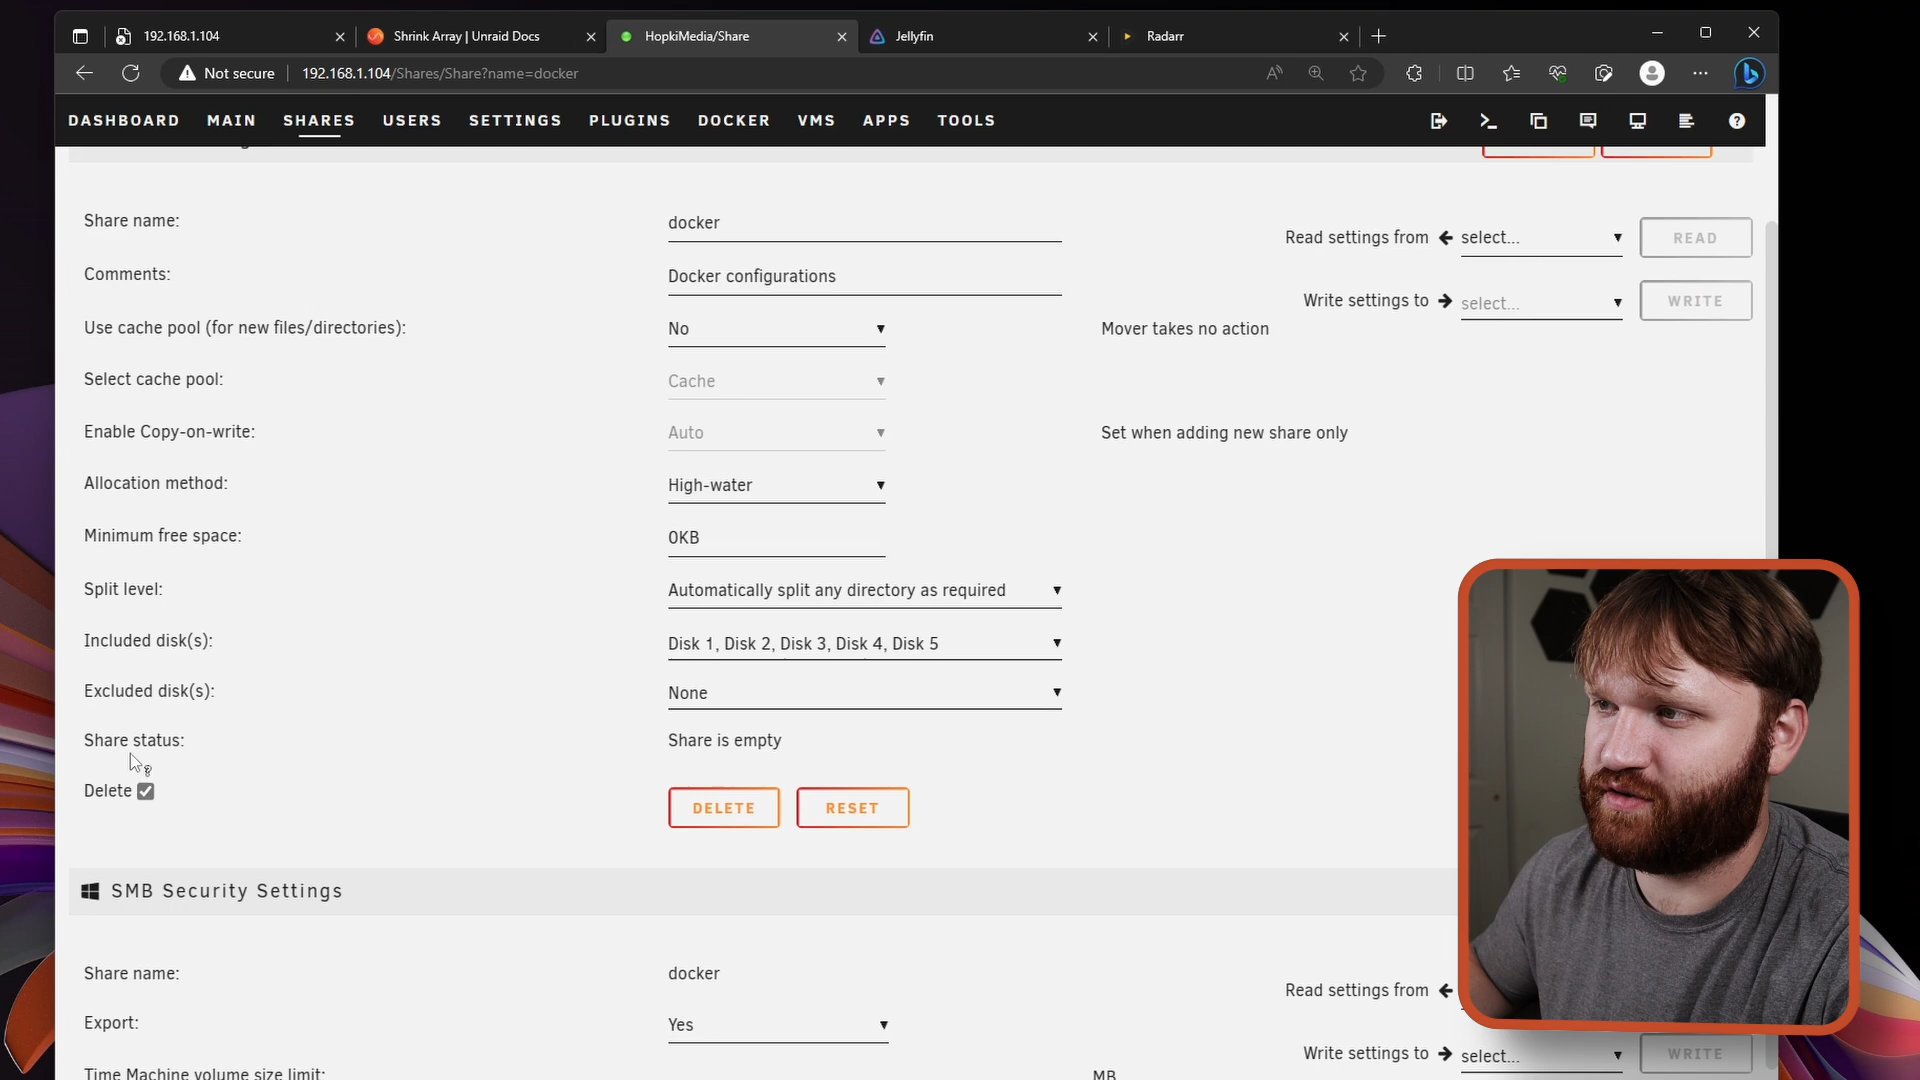 192.168.1.104
Shrink Array | Unraid Docs
HopkiMedia/Share
Jellyfin
Radarr
Not secure
192.168.1.104/Shares/Share?name=docker
DASHBOARD MAIN SHARES USERS SETTINGS PLUGINS DOCKER VMS APPS TOOLS
Share name: docker
Read settings from select... READ
Comments: Docker configurations
Write settings to select... WRITE
Use cache pool (for new files/directories): No Mover takes no action
Select cache pool: Cache
Enable Copy-on-write: Auto Set when adding new share only
Allocation method: High-water
Minimum free space: 0KB
Split level: Automatically split any directory as required
Included disk(s): Disk 1, Disk 2, Disk 3, Disk 4, Disk 5
Excluded disk(s): None
Share status: Share is empty
Delete
DELETE RESET
SMB Security Settings
Share name: docker
Read settings from
Export: Yes
Write settings to select... WRITE
Time Machine volume size limit: MB